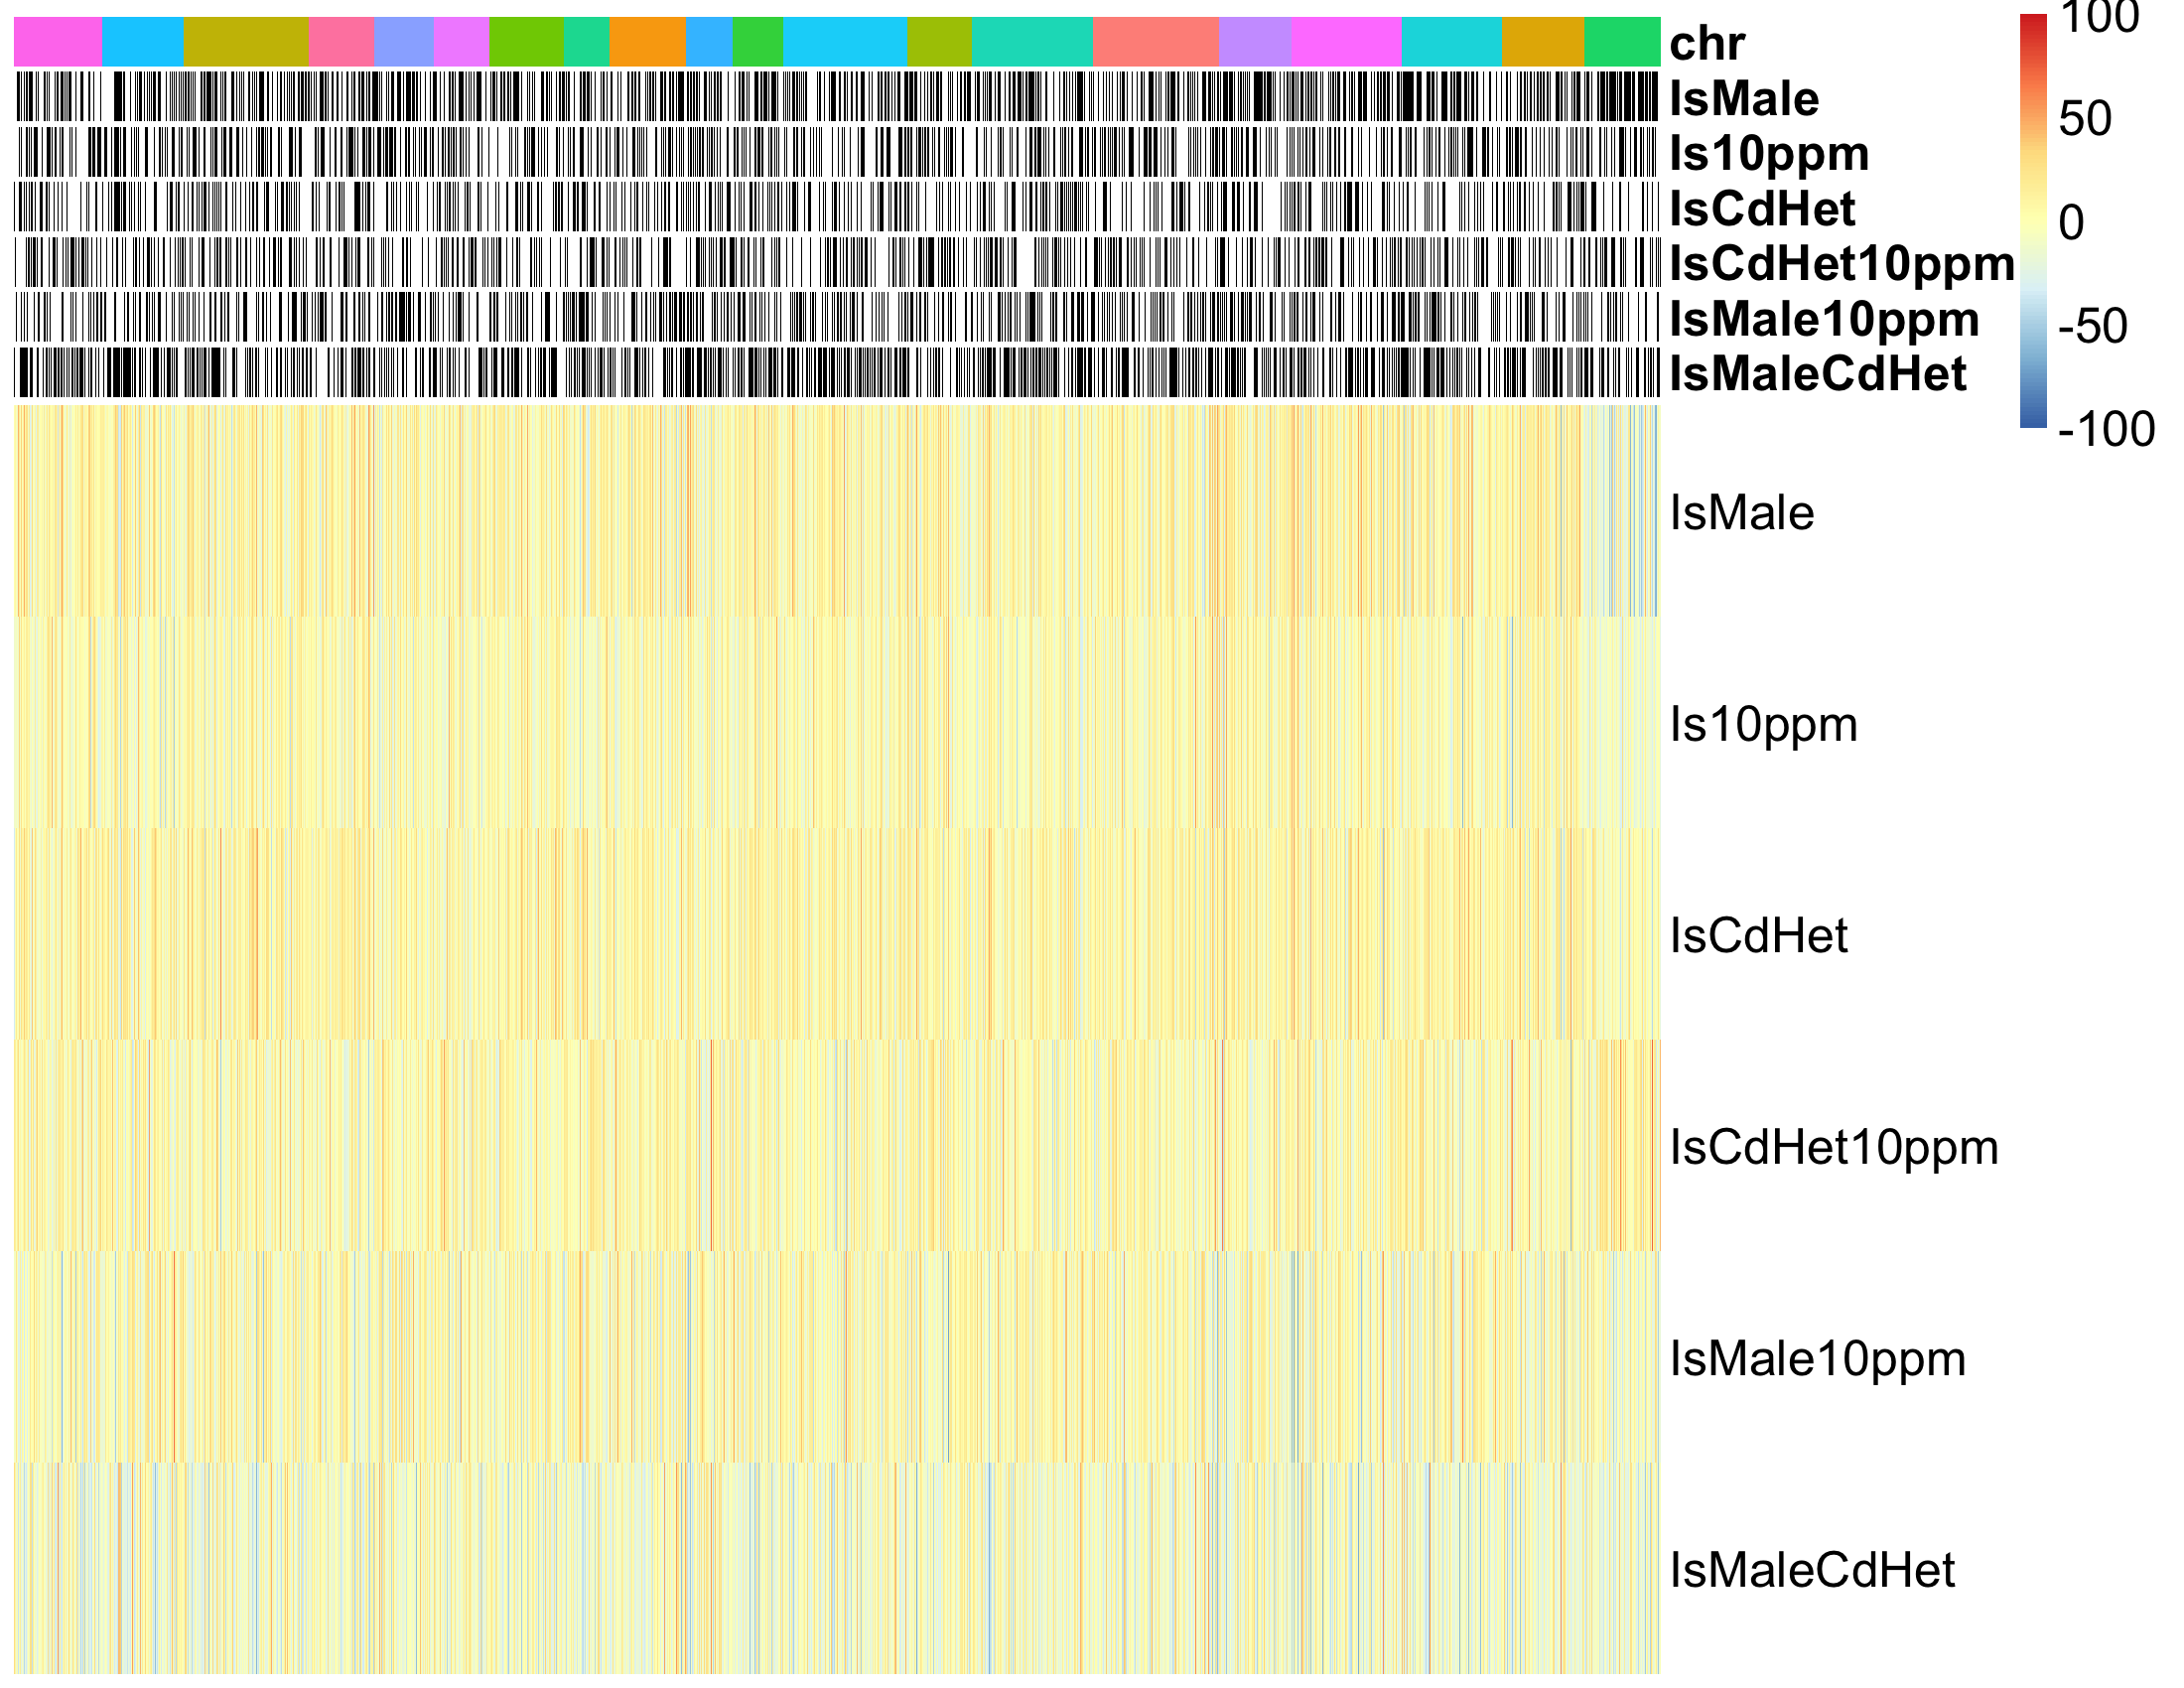 chr
IsMale
Is10ppm
IsCdHet
IsCdHet10ppm
IsMale10ppm
IsMaleCdHet
100
50
0
-50
-100
IsMale
Is10ppm
IsCdHet
IsCdHet10ppm
IsMale10ppm
IsMaleCdHet